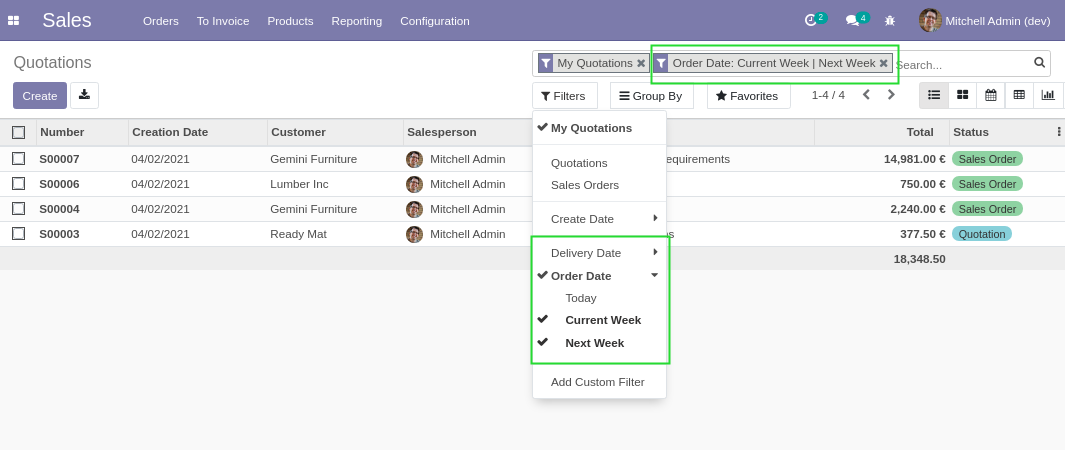 Sales Orders To Invoice Products Reporting Configuration 2 4 Mitchell Admin (dev)
Quotations My Quotations Order Date: Current Week | Next Week Search...
Create Filters Group By Favorites 1-4 / 4
Number Creation Date Customer Salesperson Total Status
S00007 04/02/2021 Gemini Furniture Mitchell Admin equirements 14,981.00 € Sales Order
S00006 04/02/2021 Lumber Inc Mitchell Admin 750.00 € Sales Order
S00004 04/02/2021 Gemini Furniture Mitchell Admin 2,240.00 € Sales Order
S00003 04/02/2021 Ready Mat Mitchell Admin 377.50 € Quotation
18,348.50
My Quotations
Quotations
Sales Orders
Create Date
Delivery Date
Order Date
Today
Current Week
Next Week
Add Custom Filter